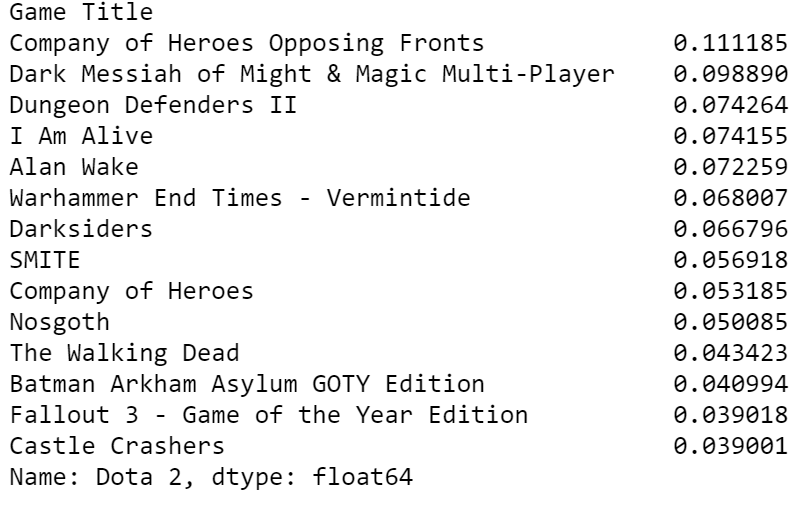 Game Title
Company of Heroes Opposing Fronts 0.111185
Dark Messiah of Might & Magic Multi-Player 0.098890
Dungeon Defenders II 0.074264
I Am Alive 0.074155
Alan Wake 0.072259
Warhammer End Times - Vermintide 0.068007
Darksiders 0.066796
SMITE 0.056918
Company of Heroes 0.053185
Nosgoth 0.050085
The Walking Dead 0.043423
Batman Arkham Asylum GOTY Edition 0.040994
Fallout 3 - Game of the Year Edition 0.039018
Castle Crashers 0.039001
Name: Dota 2, dtype: float64